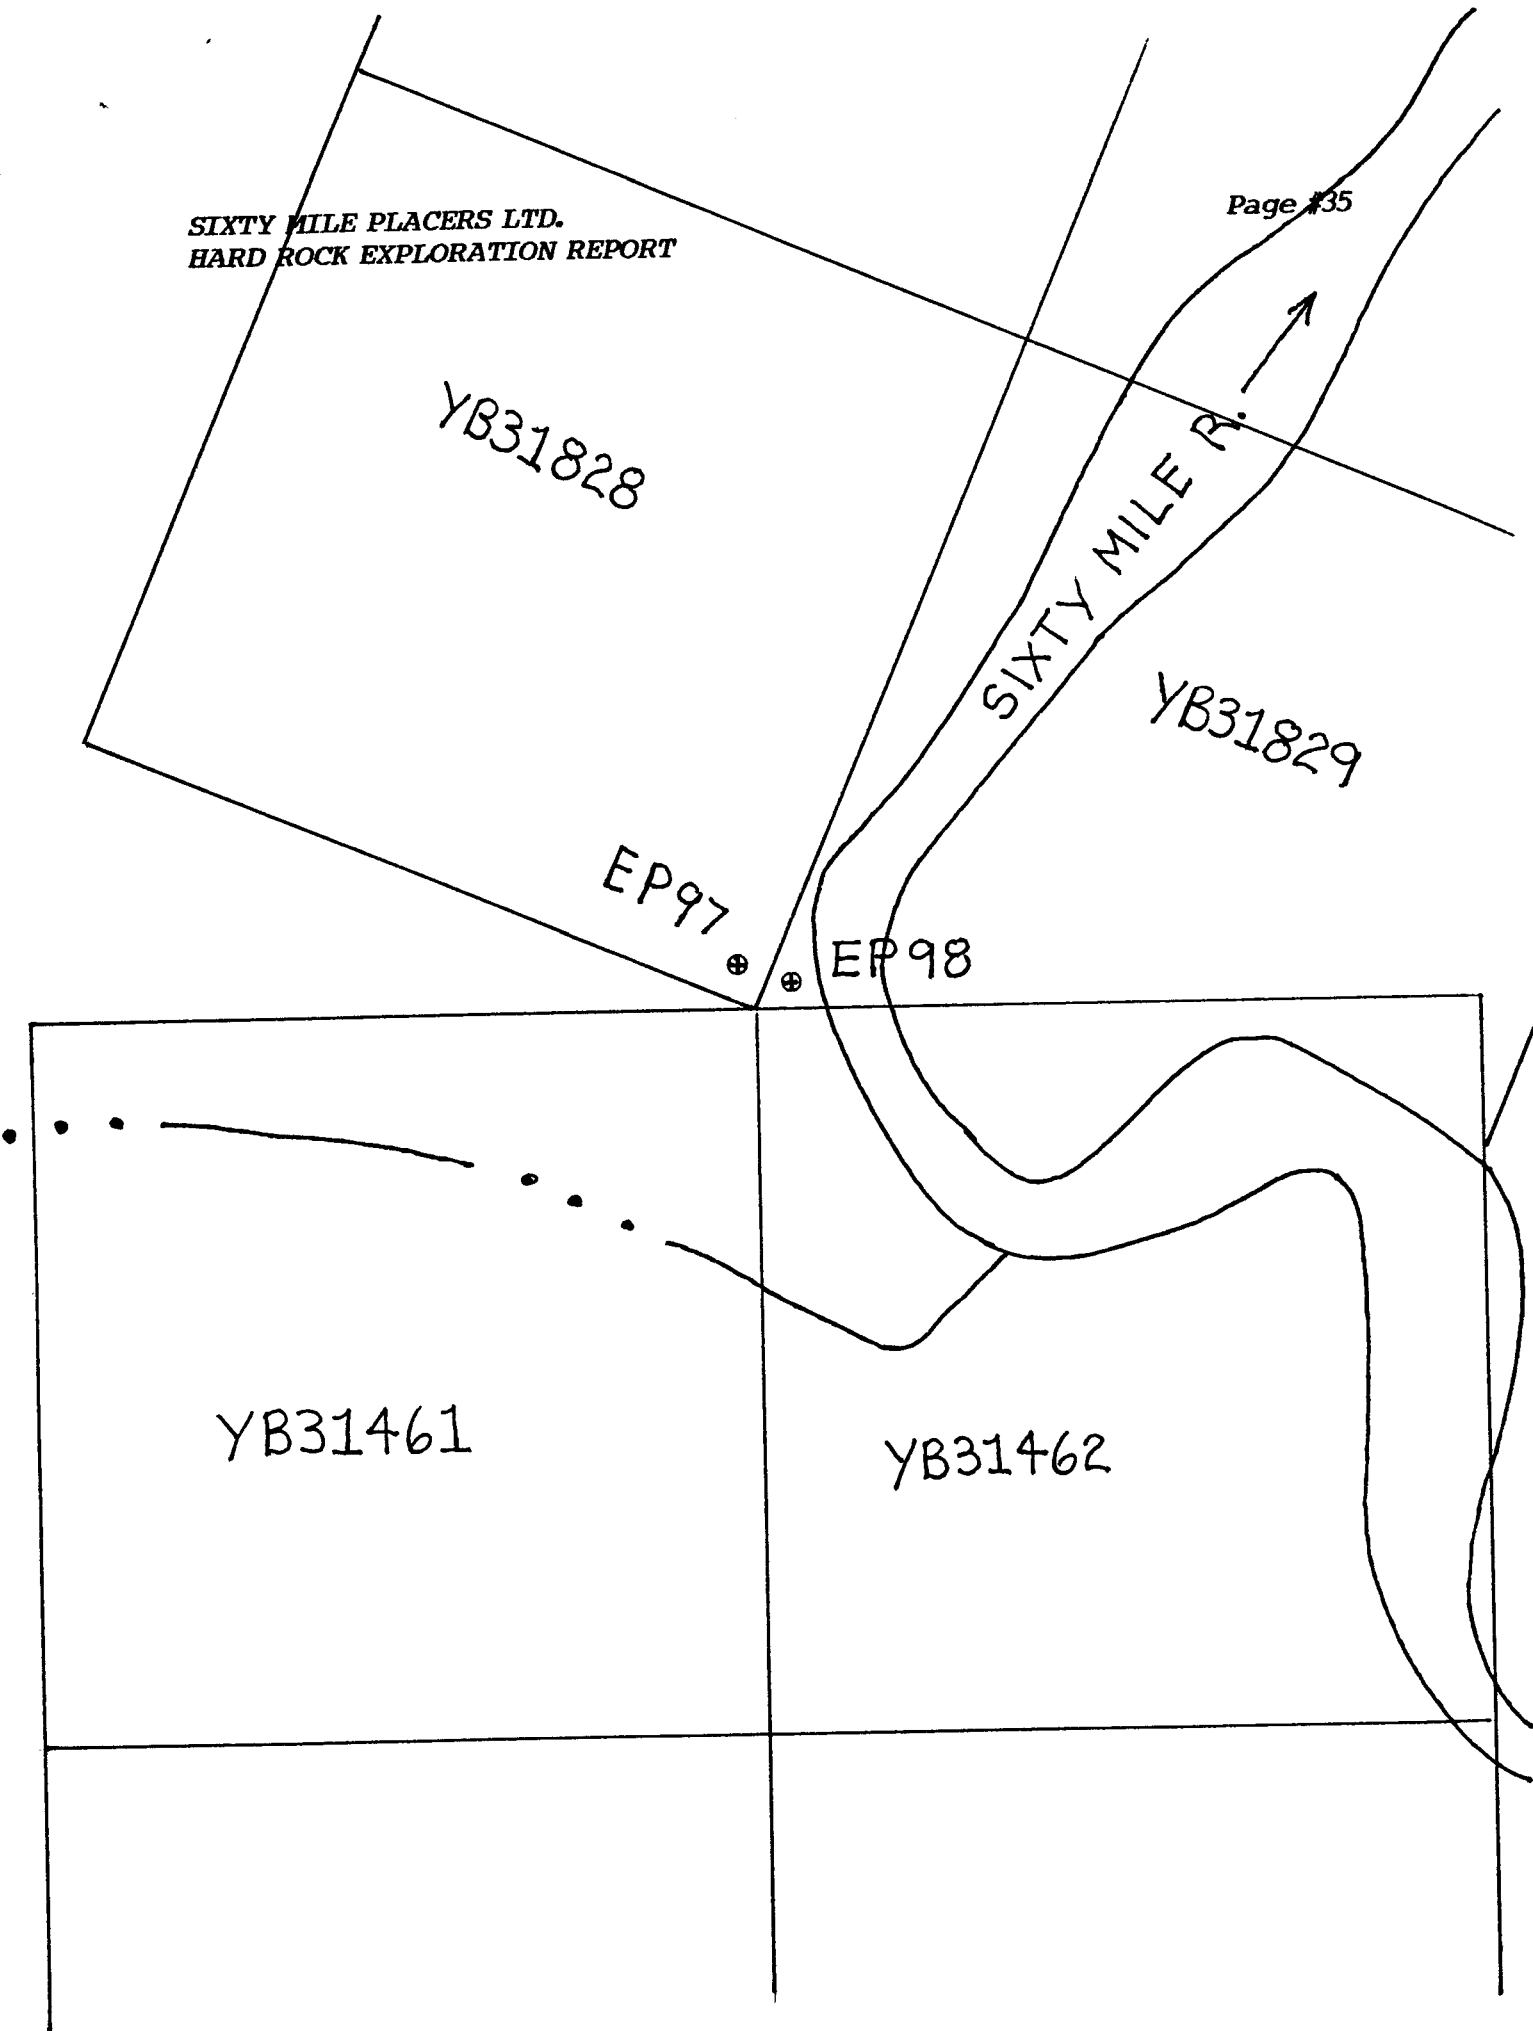 SIXTY MILE PLACERS LTD.
HARD ROCK EXPLORATION REPORT
Page #35
YB31828
SIXTY MILE R.
YB31829
EP97
EP98
YB31461
YB31462